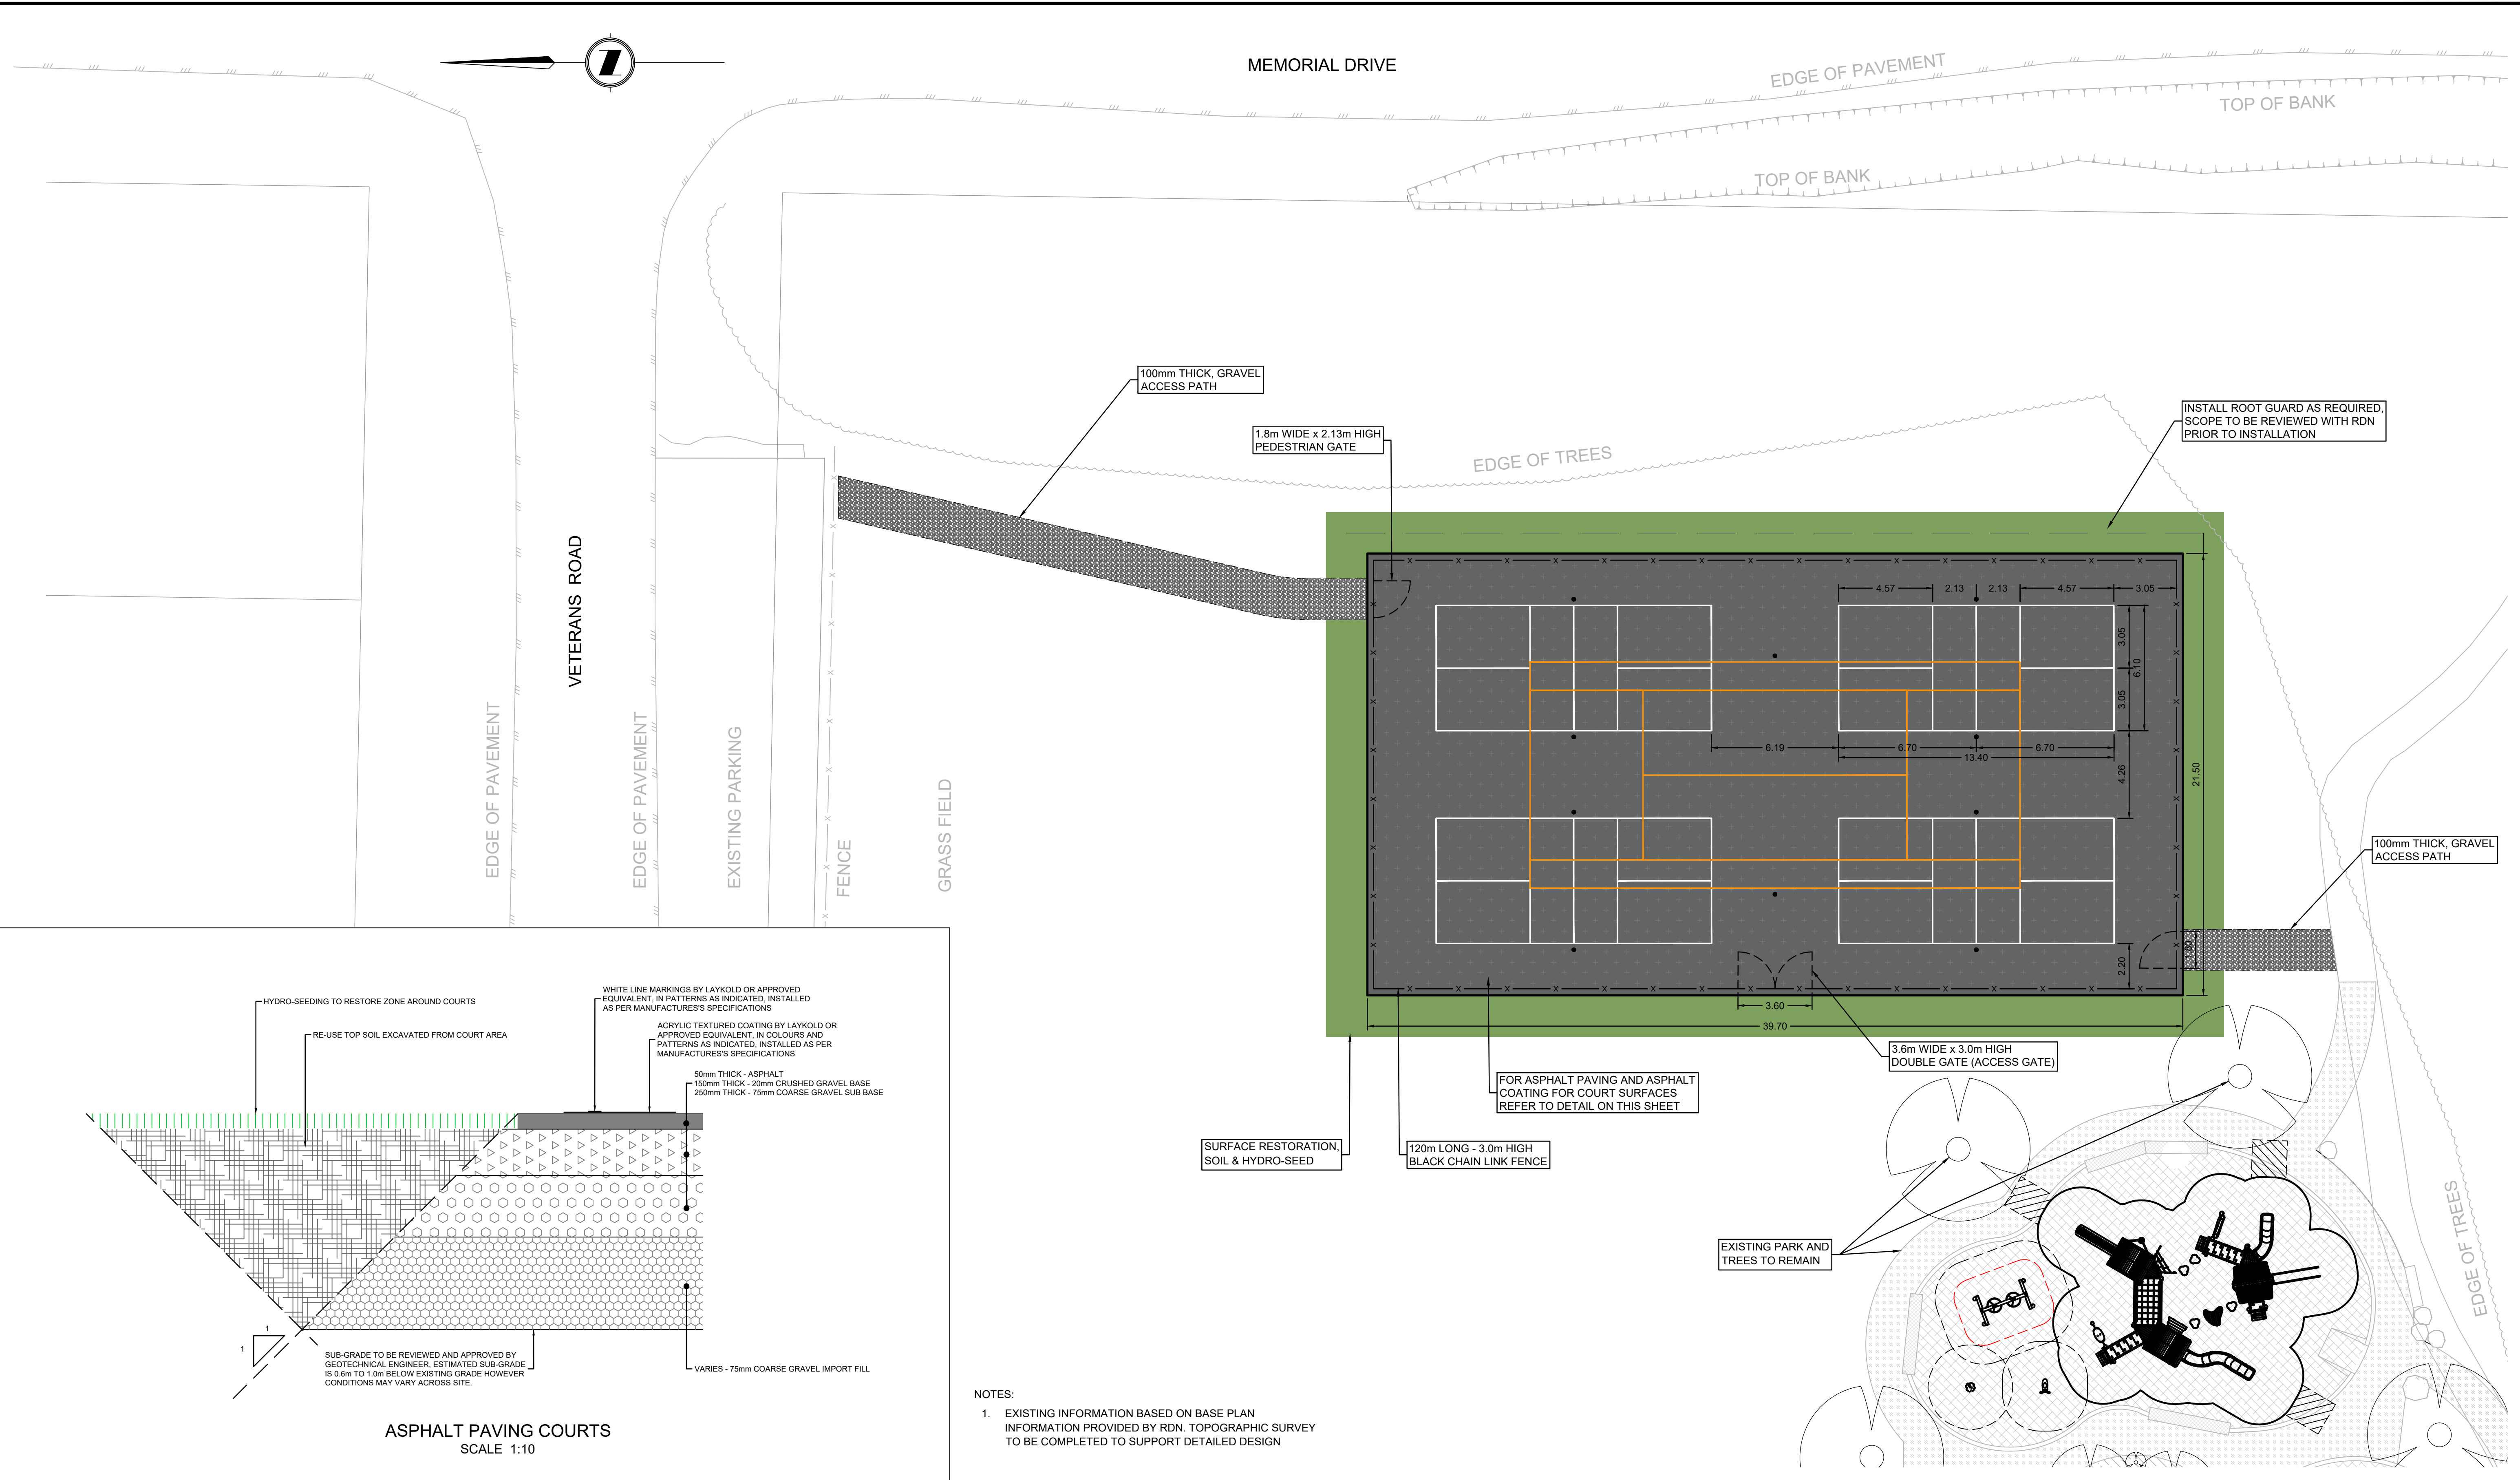 MEMORIAL DRIVE
EDGE OF PAVEMENT
TOP OF BANK
TOP OF BANK
100mm THICK, GRAVEL
ACCESS PATH
1.8m WIDE x 2.13m HIGH
PEDESTRIAN GATE
EDGE OF TREES
INSTALL ROOT GUARD AS REQUIRED,
SCOPE TO BE REVIEWED WITH RDN
PRIOR TO INSTALLATION
VETERANS ROAD
EDGE OF PAVEMENT
EDGE OF PAVEMENT
EXISTING PARKING
FENCE
GRASS FIELD
4.57
2.13
2.13
4.57
3.05
3.05
6.10
3.05
6.19
6.70
6.70
13.40
4.26
21.50
2.20
1.80
3.60
39.70
100mm THICK, GRAVEL
ACCESS PATH
3.6m WIDE x 3.0m HIGH
DOUBLE GATE (ACCESS GATE)
FOR ASPHALT PAVING AND ASPHALT
COATING FOR COURT SURFACES
REFER TO DETAIL ON THIS SHEET
SURFACE RESTORATION,
SOIL & HYDRO-SEED
120m LONG - 3.0m HIGH
BLACK CHAIN LINK FENCE
EXISTING PARK AND
TREES TO REMAIN
EDGE OF TREES
HYDRO-SEEDING TO RESTORE ZONE AROUND COURTS
RE-USE TOP SOIL EXCAVATED FROM COURT AREA
WHITE LINE MARKINGS BY LAYKOLD OR APPROVED
EQUIVALENT, IN PATTERNS AS INDICATED, INSTALLED
AS PER MANUFACTURES'S SPECIFICATIONS
ACRYLIC TEXTURED COATING BY LAYKOLD OR
APPROVED EQUIVALENT, IN COLOURS AND
PATTERNS AS INDICATED, INSTALLED AS PER
MANUFACTURES'S SPECIFICATIONS
50mm THICK - ASPHALT
150mm THICK - 20mm CRUSHED GRAVEL BASE
250mm THICK - 75mm COARSE GRAVEL SUB BASE
1
1
SUB-GRADE TO BE REVIEWED AND APPROVED BY
GEOTECHNICAL ENGINEER, ESTIMATED SUB-GRADE
IS 0.6m TO 1.0m BELOW EXISTING GRADE HOWEVER
CONDITIONS MAY VARY ACROSS SITE.
VARIES - 75mm COARSE GRAVEL IMPORT FILL
ASPHALT PAVING COURTS
SCALE 1:10
NOTES:
1. EXISTING INFORMATION BASED ON BASE PLAN
INFORMATION PROVIDED BY RDN. TOPOGRAPHIC SURVEY
TO BE COMPLETED TO SUPPORT DETAILED DESIGN